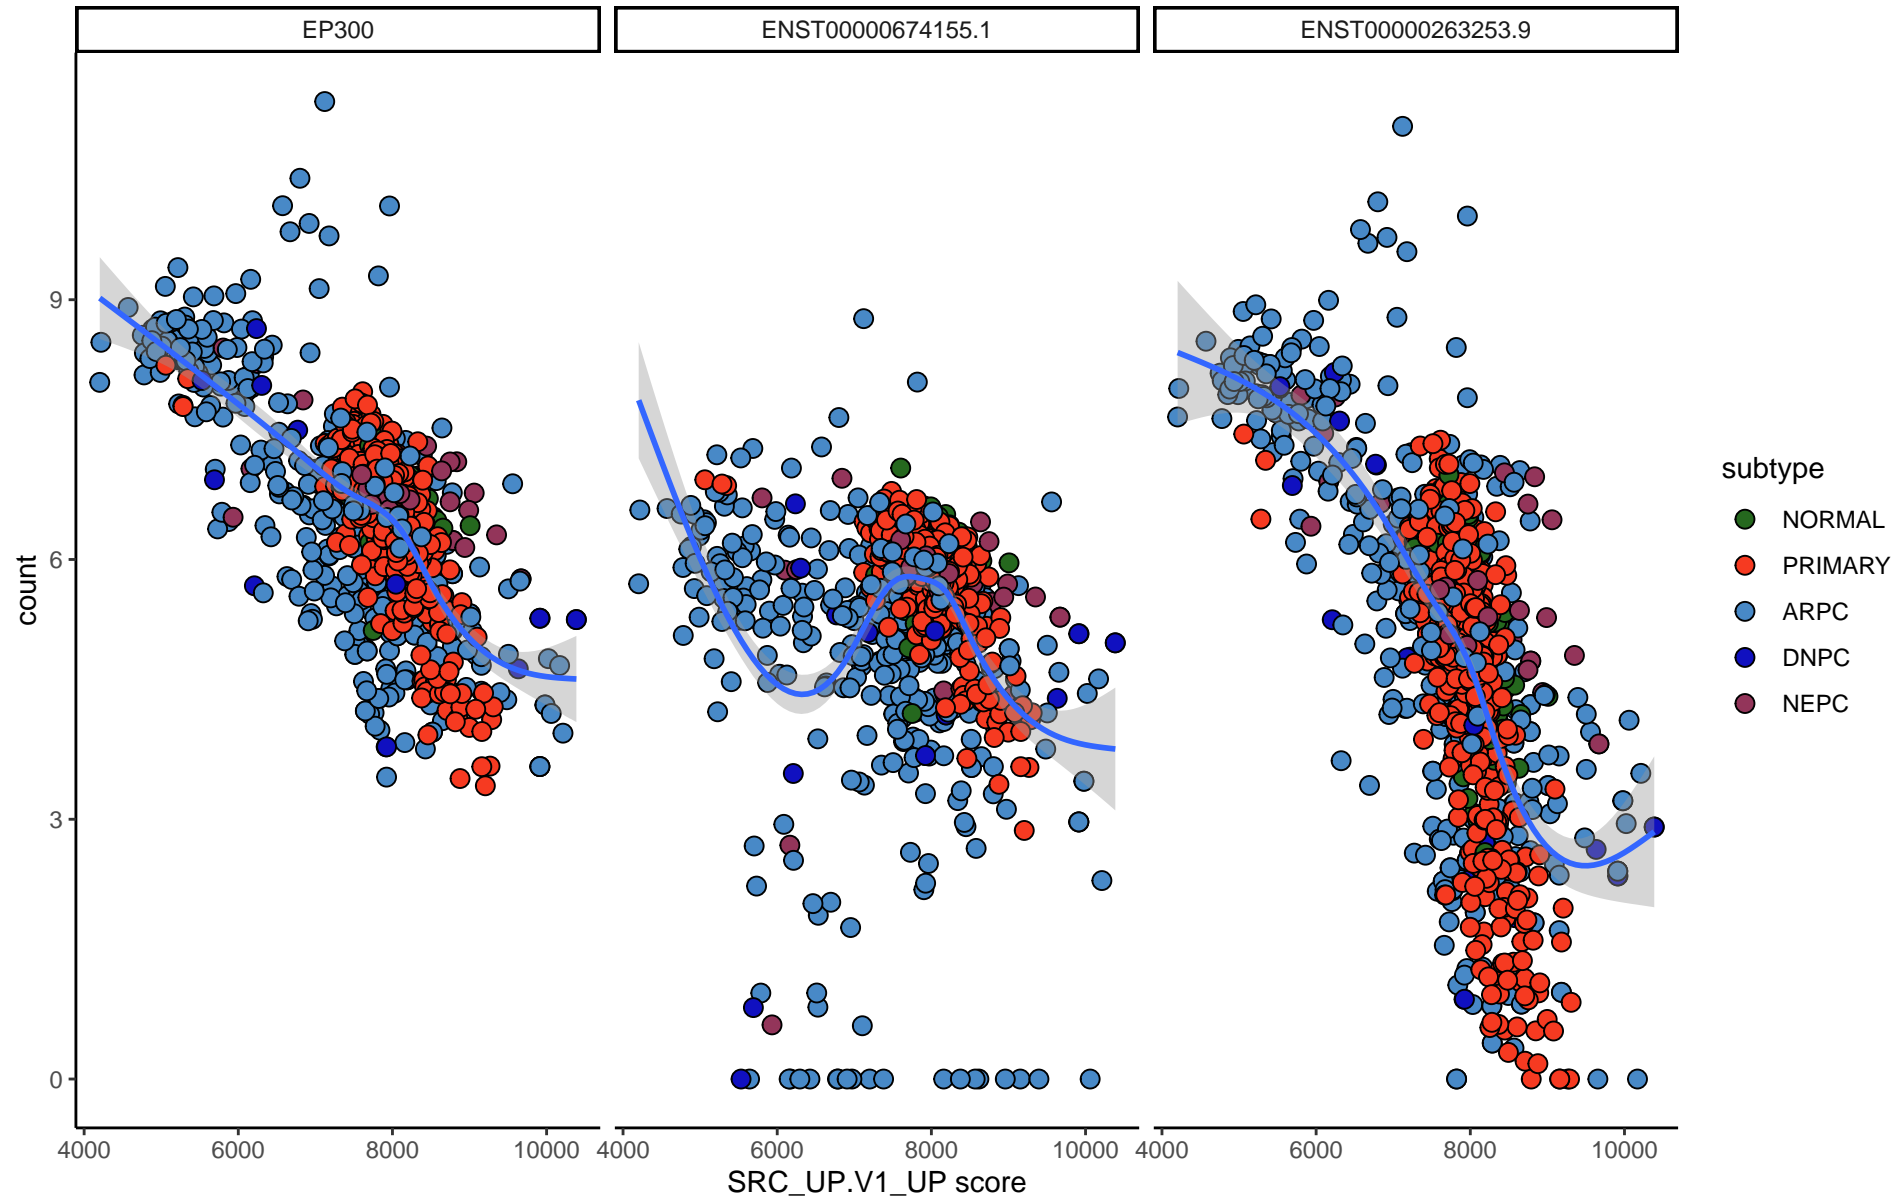 EP300 ENST00000674155.1 ENST00000263253.9
9
6
3
0
count
4000 6000 8000 10000 4000 6000 8000 10000 4000 6000 8000 10000
SRC_UP.V1_UP score
subtype
NORMAL
PRIMARY
ARPC
DNPC
NEPC